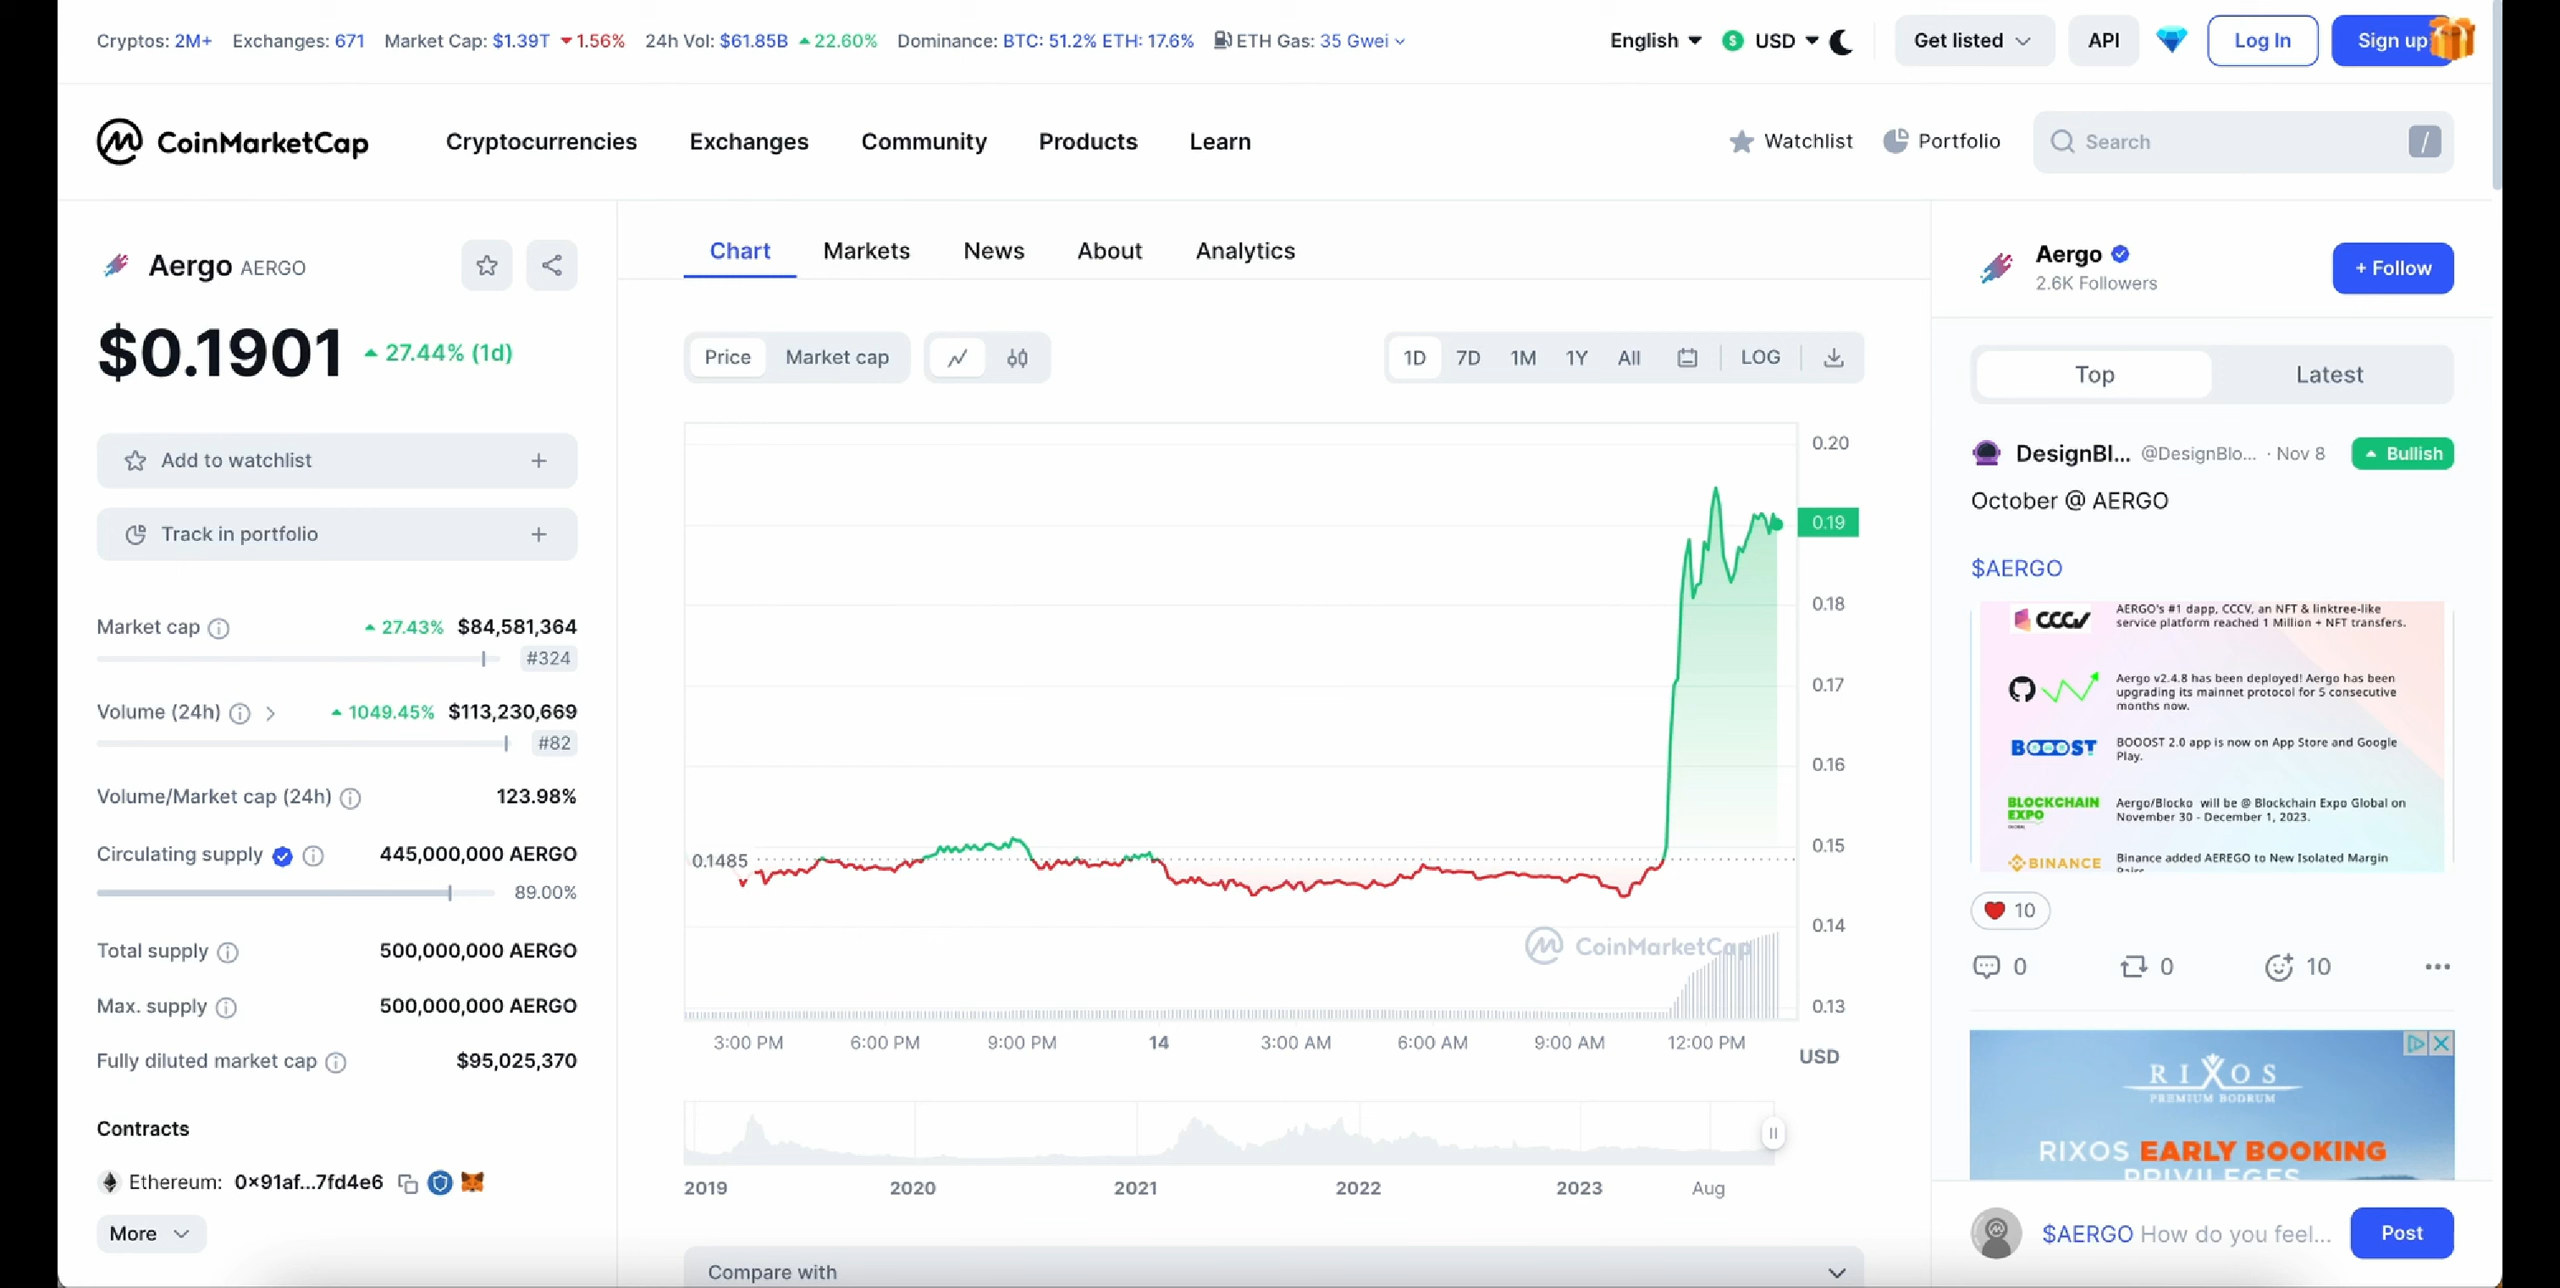 Cryptos: 2M+ Exchanges: 671 Market Cap: $1.39T 1.56% 24h Vol: $61.85B 22.60% Dominance: BTC: 51.2% ETH: 17.6% ETH Gas: 35 Gwei English USD Get listed API Log In Sign up
CoinMarketCap Cryptocurrencies Exchanges Community Products Learn Watchlist Portfolio Search /
Aergo AERGO
$0.1901 27.44% (1d)
Add to watchlist +
Track in portfolio +
Market cap 27.43% $84,581,364
#324
Volume (24h) 1049.45% $113,230,669
#82
Volume/Market cap (24h) 123.98%
Circulating supply 445,000,000 AERGO
89.00%
Total supply 500,000,000 AERGO
Max. supply 500,000,000 AERGO
Fully diluted market cap $95,025,370
Contracts
Ethereum: 0x91af...7fd4e6
More
Chart Markets News About Analytics
Price Market cap 1D 7D 1M 1Y All LOG
0.20
0.19
0.18
0.17
0.16
0.15
0.14
0.13
0.1485
CoinMarketCap
3:00 PM 6:00 PM 9:00 PM 14 3:00 AM 6:00 AM 9:00 AM 12:00 PM
USD
2019 2020 2021 2022 2023 Aug
Compare with
Aergo
2.6K Followers
+ Follow
Top Latest
DesignBl... @DesignBlo... · Nov 8 Bullish
October @ AERGO
$AERGO
CCCV
AERGO's #1 dapp, CCCV, an NFT & linktree-like
service platform reached 1 Million + NFT transfers.
Aergo v2.4.8 has been deployed! Aergo has been
upgrading its mainnet protocol for 5 consecutive
months now.
BOOOST
BOOOST 2.0 app is now on App Store and Google
Play.
BLOCKCHAIN
EXPO
Aergo/Blocko will be @ Blockchain Expo Global on
November 30 - December 1, 2023.
BINANCE
Binance added AEREGO to New Isolated Margin
10
0 0 10
RIXOS
PREMIUM BODRUM
RIXOS EARLY BOOKING
PRIVILEGES
$AERGO How do you feel...
Post